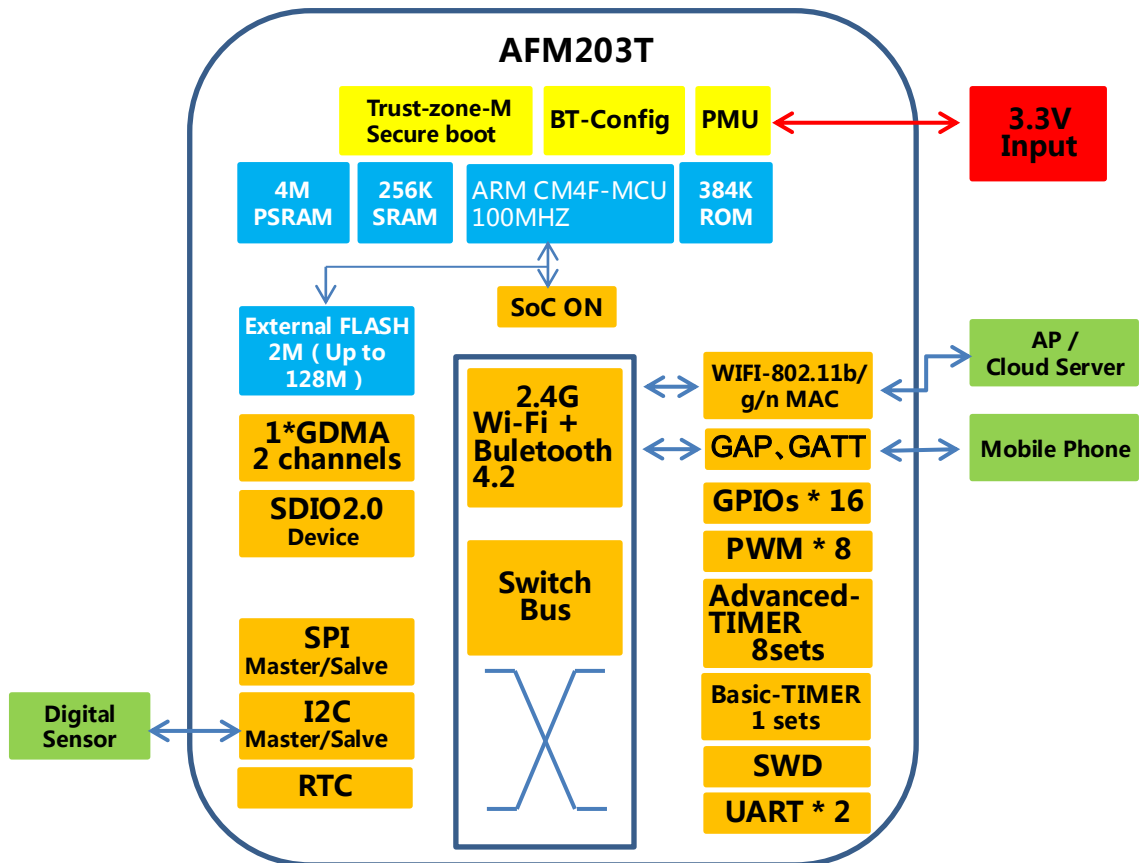 AFM203T
Trust-zone-M
Secure boot
BT-Config
PMU
3.3V
Input
4M
PSRAM
256K
SRAM
ARM CM4F-MCU
100MHZ
384K
ROM
SoC ON
External FLASH
2M ( Up to
128M )
1*GDMA
2 channels
SDIO2.0
Device
SPI
Master/Salve
I2C
Master/Salve
RTC
Digital
Sensor
2.4G
Wi-Fi +
Buletooth
4.2
Switch
Bus
WIFI-802.11b/
g/n MAC
GAP、GATT
GPIOs * 16
PWM * 8
Advanced-
TIMER
8sets
Basic-TIMER
1 sets
SWD
UART * 2
AP /
Cloud Server
Mobile Phone